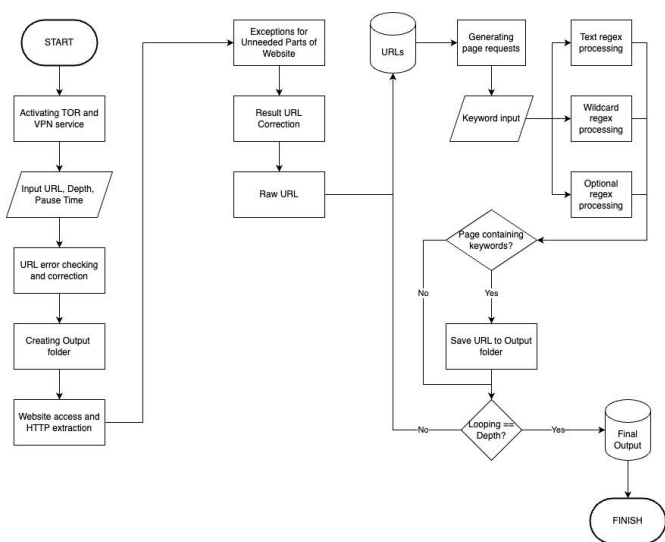 START
Activating TOR and
VPN service
Input URL, Depth,
Pause Time
URL error checking
and correction
Creating Output
folder
Website access and
HTTP extraction
Exceptions for
Unneeded Parts of
Website
Result URL
Correction
Raw URL
URLs
Generating
page requests
Keyword input
Text regex
processing
Wildcard regex
processing
Optional
regex
processing
Page containing
keywords?
No
Yes
Save URL to Output
folder
Looping ==
Depth?
No
Yes
Final
Output
FINISH